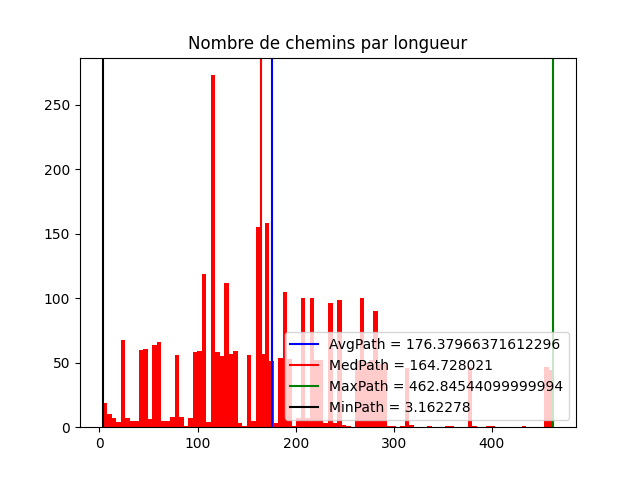 Nombre de chemins par longueur
250
200
150
100
50
0
AvgPath = 176.37966371612296
MedPath = 164.728021
MaxPath = 462.84544099999994
MinPath = 3.162278
0 100 200 300 400